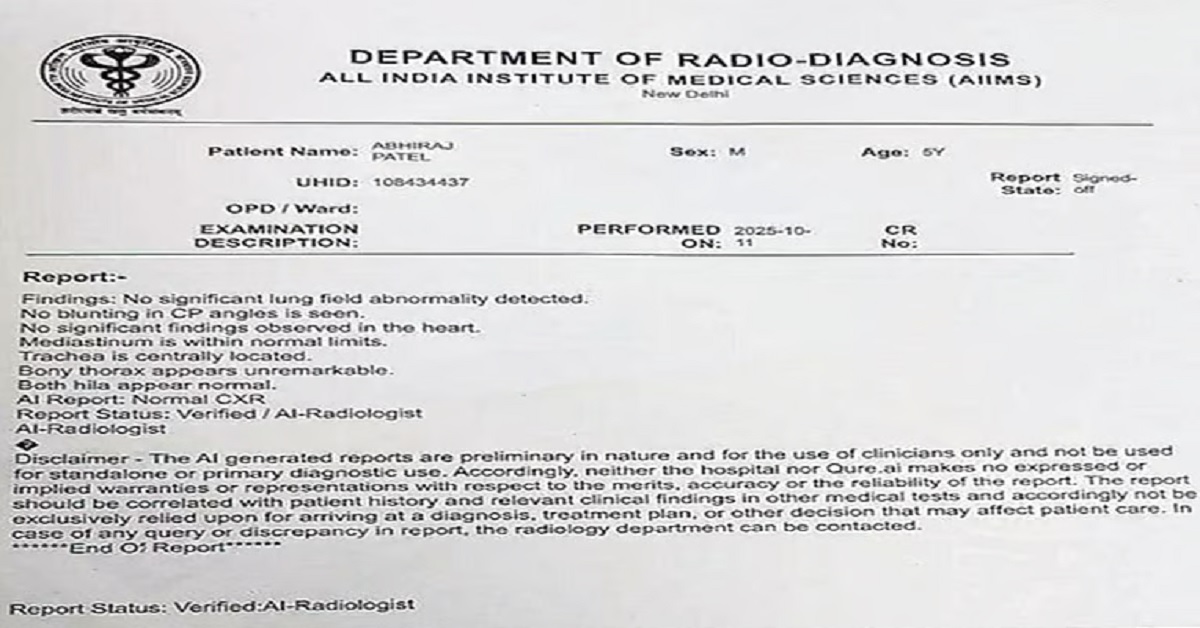 DEPARTMENT OF RADIO-DIAGNOSIS
ALL INDIA INSTITUTE OF MEDICAL SCIENCES (AIIMS)
New Delhi
Patient Name: ABHIRAJ PATEL Sex: M Age: 5Y
UHID: 108434437 Report State: Signed-off
OPD / Ward:
EXAMINATION DESCRIPTION: PERFORMED ON: 2025-10-11 CR No:
Report:-
Findings: No significant lung field abnormality detected.
No blunting in CP angles is seen.
No significant findings observed in the heart.
Mediastinum is within normal limits.
Trachea is centrally located.
Bony thorax appears unremarkable.
Both hila appear normal.
AI Report: Normal CXR
Report Status: Verified / AI-Radiologist
AI-Radiologist
�
Disclaimer - The AI generated reports are preliminary in nature and for the use of clinicians only and not be used
for standalone or primary diagnostic use. Accordingly, neither the hospital nor Qure.ai makes no expressed or
implied warranties or representations with respect to the merits, accuracy or the reliability of the report. The report
should be correlated with patient history and relevant clinical findings in other medical tests and accordingly not be
exclusively relied upon for arriving at a diagnosis, treatment plan, or other decision that may affect patient care. In
case of any query or discrepancy in report, the radiology department can be contacted.
******End Of Report******
Report Status: Verified:AI-Radiologist